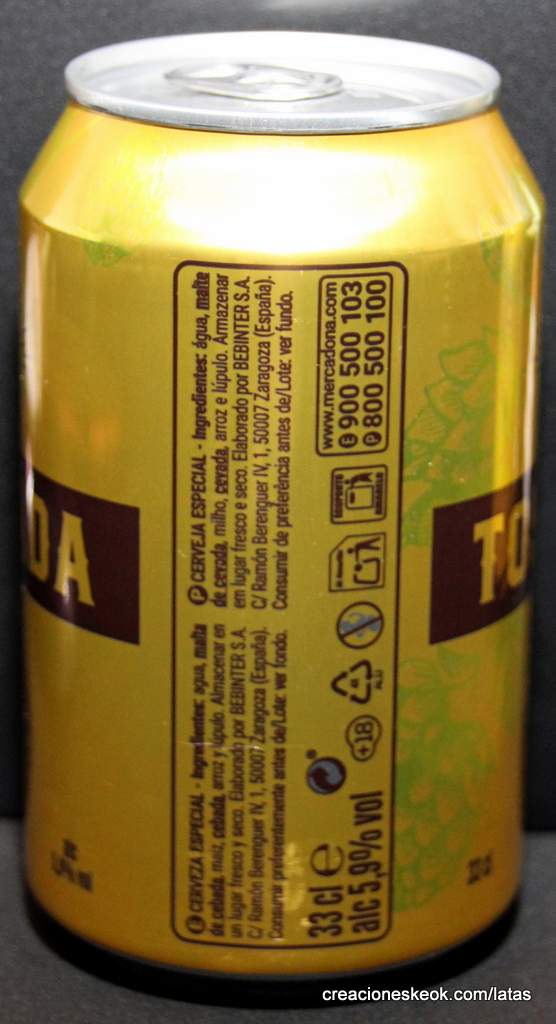 DA
TO
Ⓔ CERVEZA ESPECIAL - Ingredientes: agua, malta
de cebada, maíz, cebada, arroz y lúpulo. Almacenar en
un lugar fresco y seco. Elaborado por BEBINTER S.A.
C/ Ramón Berenguer IV, 1, 50007 Zaragoza (España).
Consumir preferentemente antes de/Lote: ver fondo.
Ⓟ CERVEJA ESPECIAL - Ingredientes: água, malte
de cevada, milho, cevada, arroz e lúpulo. Armazenar
em lugar fresco e seco. Elaborado por BEBINTER S.A.
C/ Ramón Berenguer IV, 1, 50007 Zaragoza (España).
Consumir de preferência antes de/Lote: ver fundo.
33 cl e
alc 5,9% vol
+18
41
ALU
www.mercadona.com
Ⓔ 900 500 103
Ⓟ 800 500 100
33 cl
creacioneskeok.com/latas